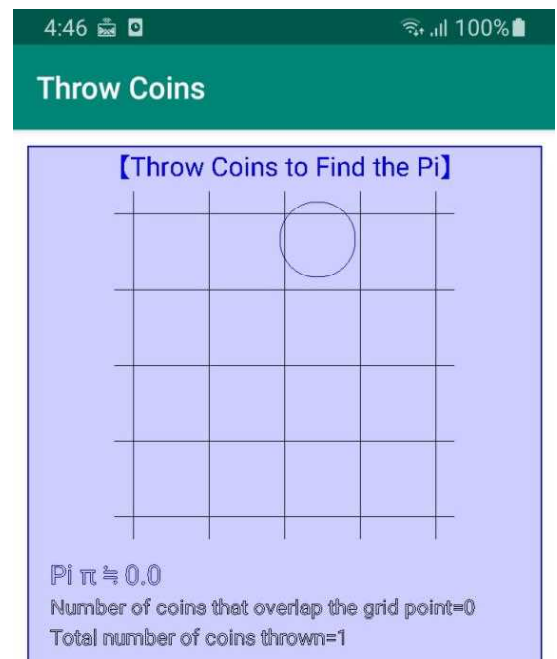 4:46 100%
Throw Coins
【Throw Coins to Find the Pi】
Pi π ≒ 0.0
Number of coins that overlap the grid point=0
Total number of coins thrown=1